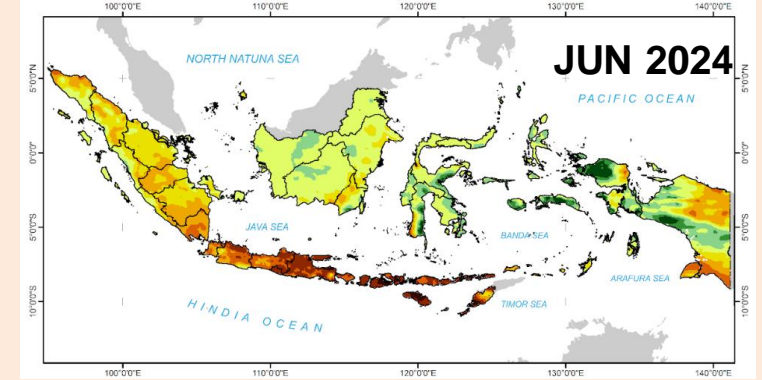 100°0'0"E 110°0'0"E 120°0'0"E 130°0'0"E 140°0'0"E
JUN 2024
NORTH NATUNA SEA
5°0'0"N 5°0'0"N
PACIFIC OCEAN
0°0'0" 0°0'0"
JAVA SEA
5°0'0"S 5°0'0"S
BANDA SEA
ARAFURA SEA
10°0'0"S 10°0'0"S
HINDIA OCEAN
TIMOR SEA
100°0'0"E 110°0'0"E 120°0'0"E 130°0'0"E 140°0'0"E